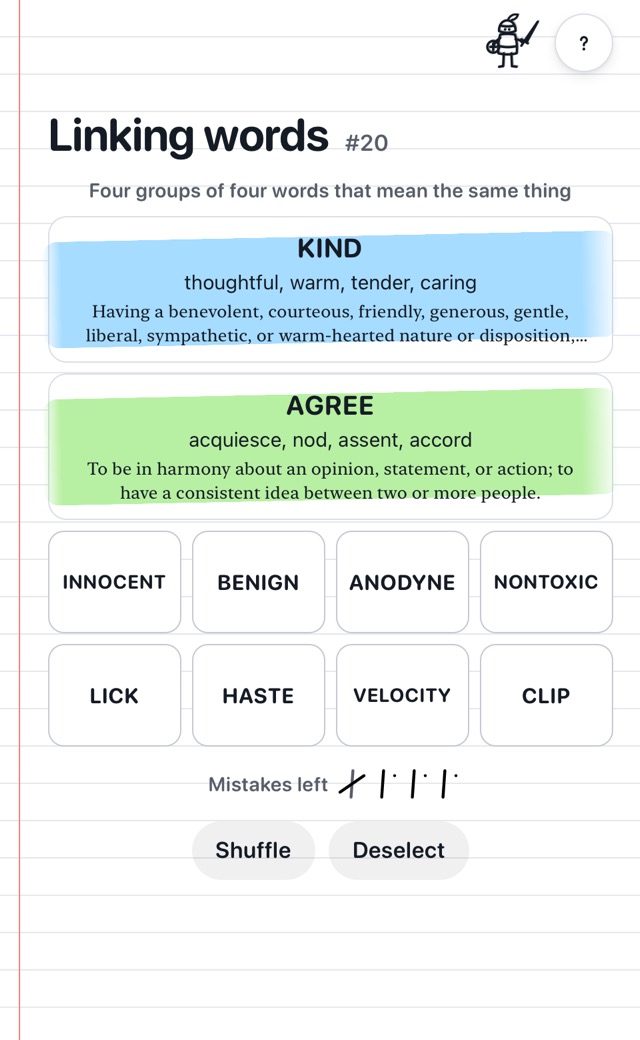 ?
Linking words #20
Four groups of four words that mean the same thing
KIND
thoughtful, warm, tender, caring
Having a benevolent, courteous, friendly, generous, gentle,
liberal, sympathetic, or warm-hearted nature or disposition,...
AGREE
acquiesce, nod, assent, accord
To be in harmony about an opinion, statement, or action; to
have a consistent idea between two or more people.
INNOCENT BENIGN ANODYNE NONTOXIC
LICK HASTE VELOCITY CLIP
Mistakes left
Shuffle Deselect